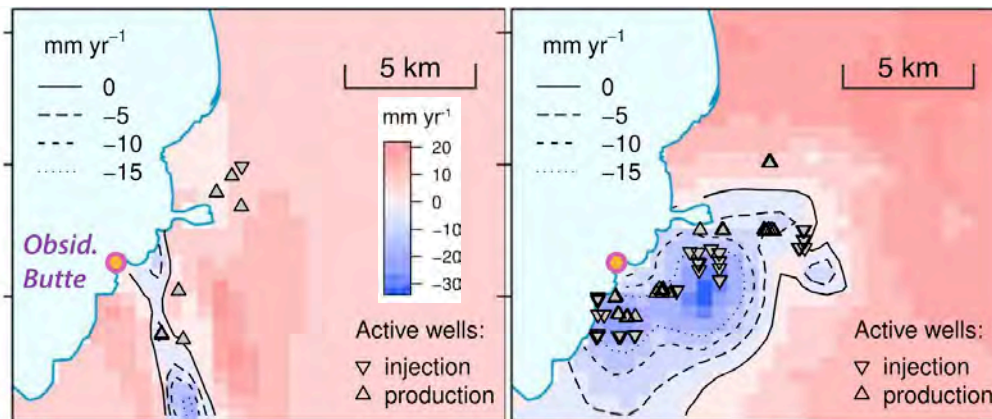 mm yr⁻¹
0
−5
−10
−15
5 km
mm yr⁻¹
20
10
0
−10
−20
−30
Obsid.
Butte
Active wells:
injection
production
mm yr⁻¹
0
−5
−10
−15
5 km
Active wells:
injection
production